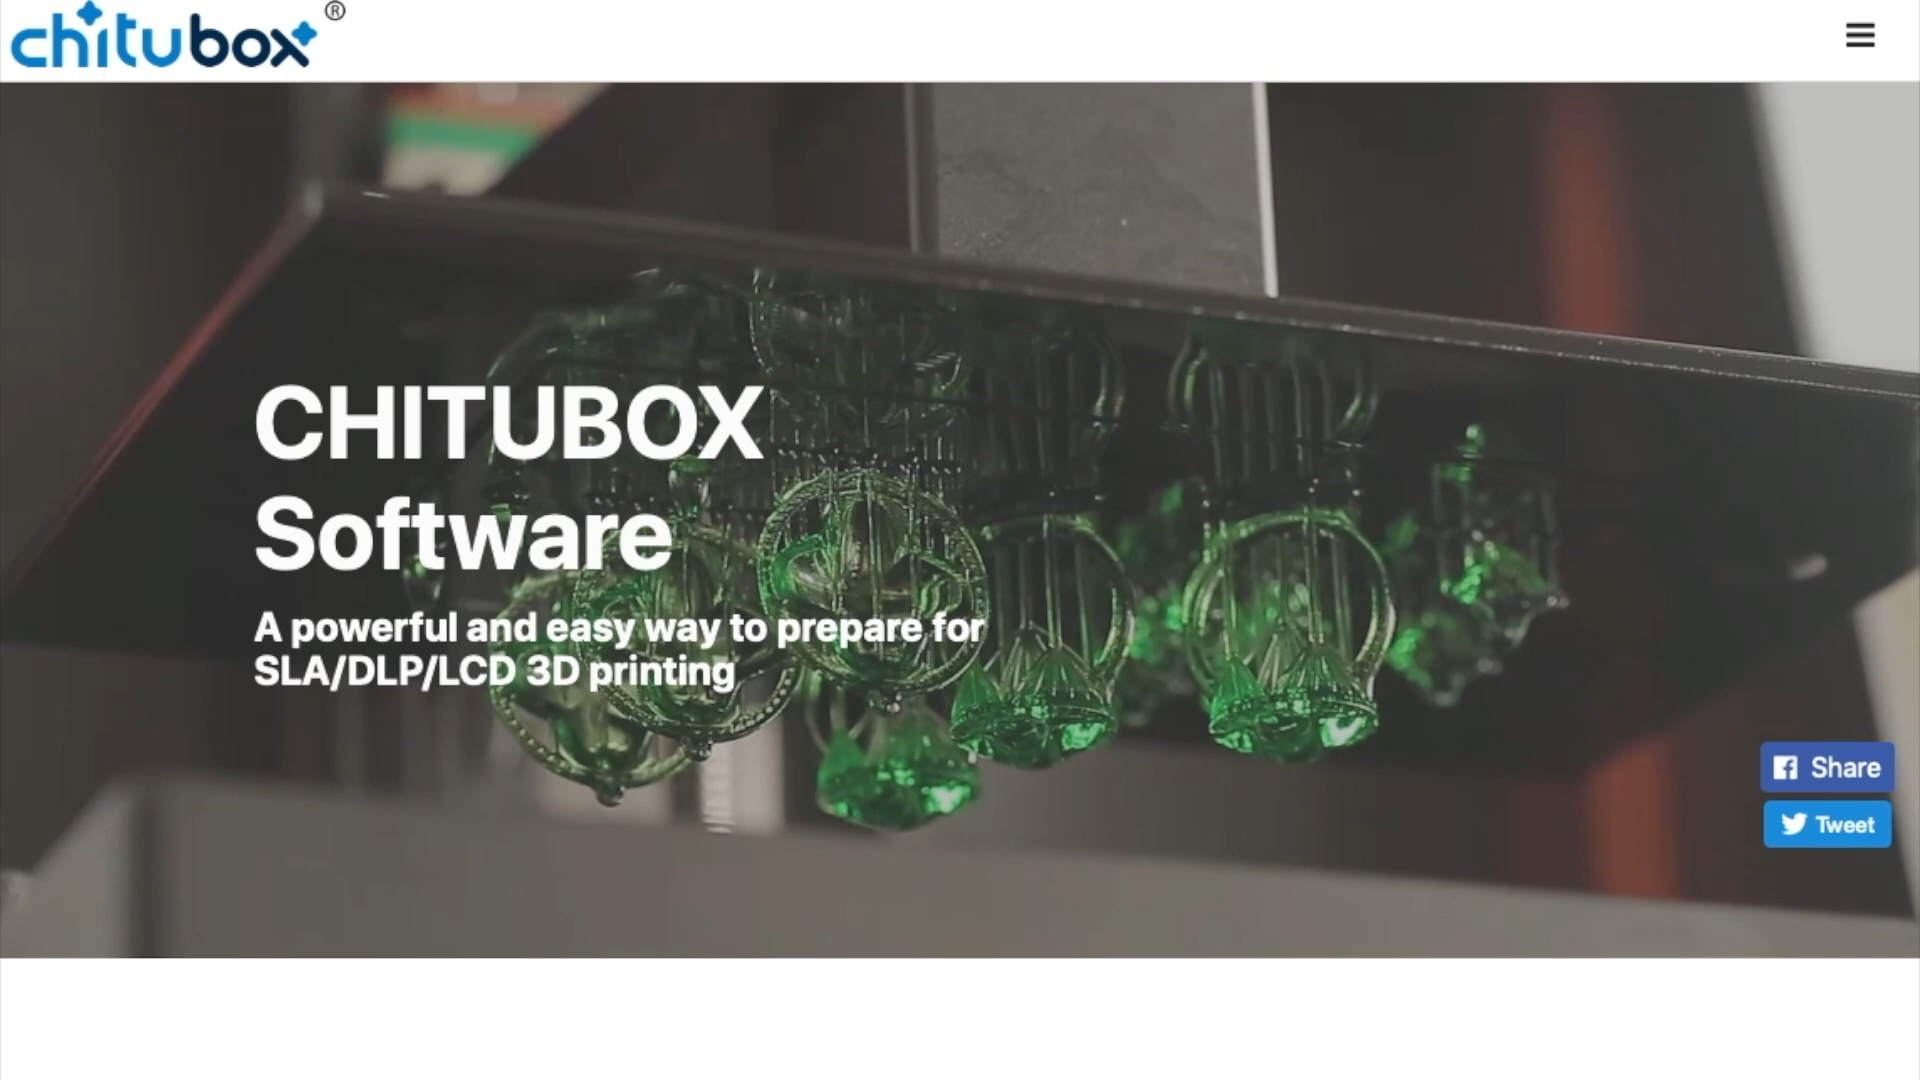 chitubox®
CHITUBOX
Software
A powerful and easy way to prepare for
SLA/DLP/LCD 3D printing
Share
Tweet